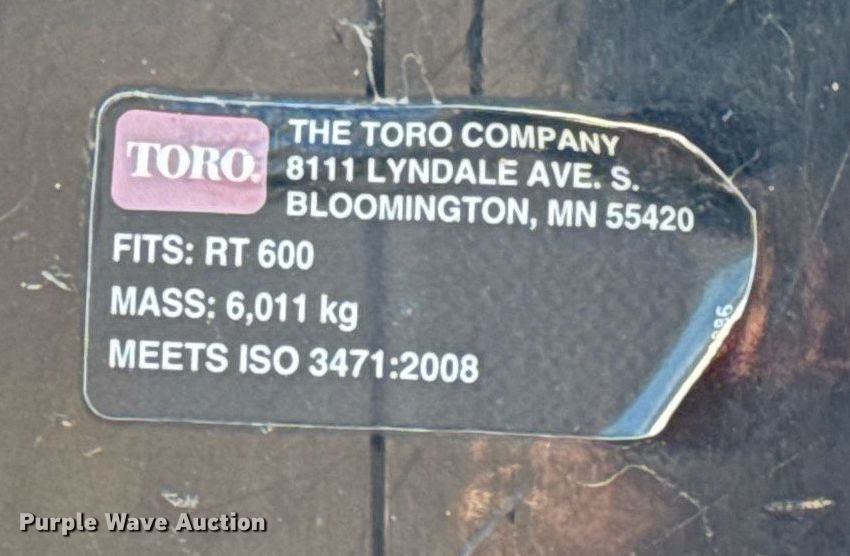 TORO.
THE TORO COMPANY
8111 LYNDALE AVE. S.
BLOOMINGTON, MN 55420
FITS: RT 600
MASS: 6,011 kg
MEETS ISO 3471:2008
Purple Wave Auction